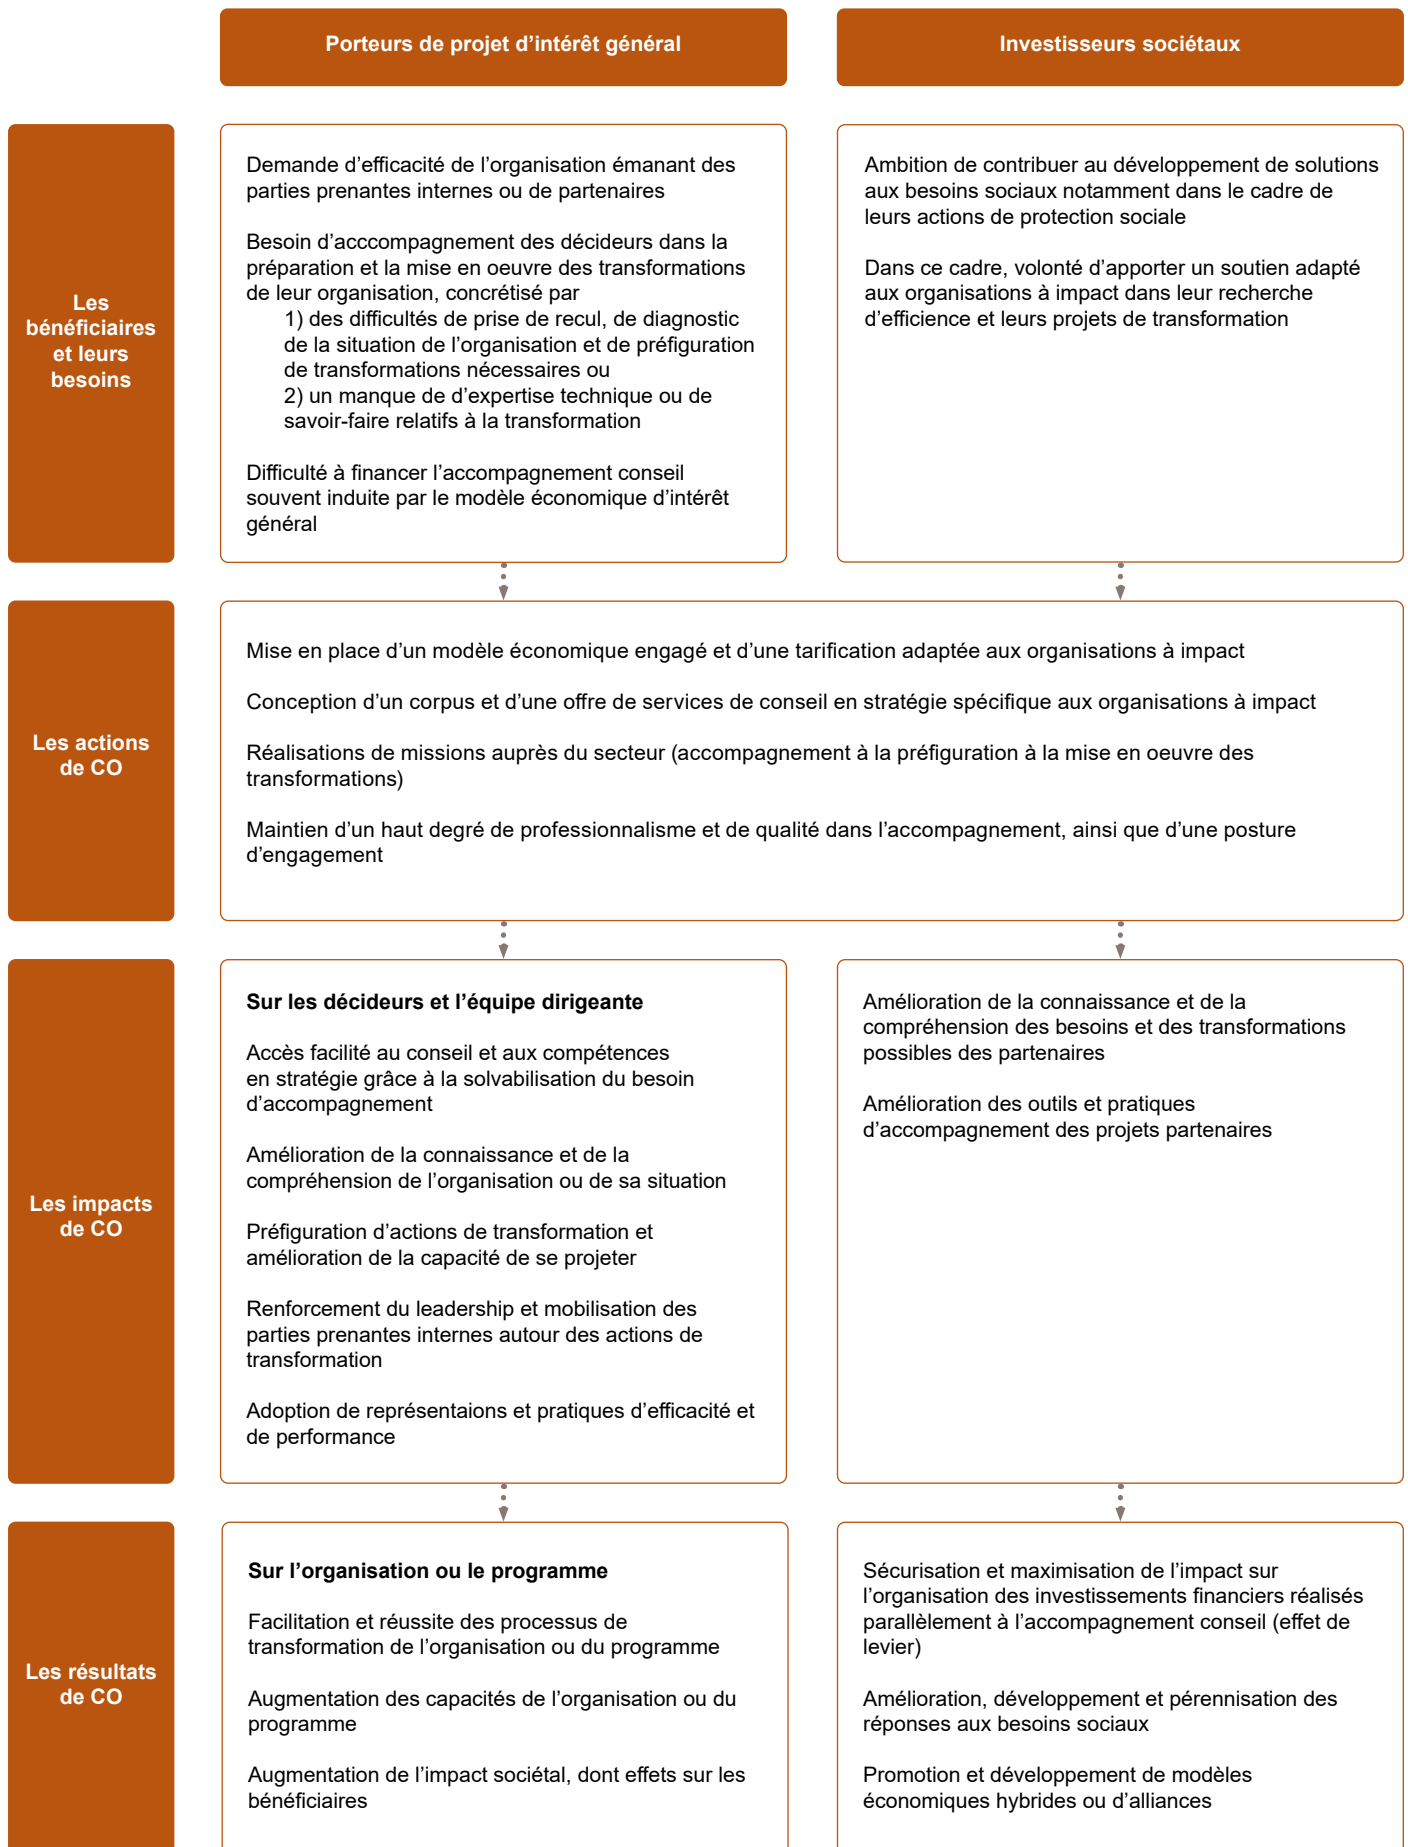 Porteurs de projet d’intérêt général
Investisseurs sociétaux
Les
bénéficiaires
et leurs
besoins
Demande d’efficacité de l’organisation émanant des
parties prenantes internes ou de partenaires
Besoin d’acccompagnement des décideurs dans la
préparation et la mise en oeuvre des transformations
de leur organisation, concrétisé par
1) des difficultés de prise de recul, de diagnostic
de la situation de l’organisation et de préfiguration
de transformations nécessaires ou
2) un manque de d’expertise technique ou de
savoir-faire relatifs à la transformation
Difficulté à financer l’accompagnement conseil
souvent induite par le modèle économique d’intérêt
général
Ambition de contribuer au développement de solutions
aux besoins sociaux notamment dans le cadre de
leurs actions de protection sociale
Dans ce cadre, volonté d’apporter un soutien adapté
aux organisations à impact dans leur recherche
d’efficience et leurs projets de transformation
Les actions
de CO
Mise en place d’un modèle économique engagé et d’une tarification adaptée aux organisations à impact
Conception d’un corpus et d’une offre de services de conseil en stratégie spécifique aux organisations à impact
Réalisations de missions auprès du secteur (accompagnement à la préfiguration à la mise en oeuvre des
transformations)
Maintien d’un haut degré de professionnalisme et de qualité dans l’accompagnement, ainsi que d’une posture
d’engagement
Les impacts
de CO
Sur les décideurs et l’équipe dirigeante
Accès facilité au conseil et aux compétences
en stratégie grâce à la solvabilisation du besoin
d’accompagnement
Amélioration de la connaissance et de la
compréhension de l’organisation ou de sa situation
Préfiguration d’actions de transformation et
amélioration de la capacité de se projeter
Renforcement du leadership et mobilisation des
parties prenantes internes autour des actions de
transformation
Adoption de représentaions et pratiques d’efficacité et
de performance
Amélioration de la connaissance et de la
compréhension des besoins et des transformations
possibles des partenaires
Amélioration des outils et pratiques
d’accompagnement des projets partenaires
Les résultats
de CO
Sur l’organisation ou le programme
Facilitation et réussite des processus de
transformation de l’organisation ou du programme
Augmentation des capacités de l’organisation ou du
programme
Augmentation de l’impact sociétal, dont effets sur les
bénéficiaires
Sécurisation et maximisation de l’impact sur
l’organisation des investissements financiers réalisés
parallèlement à l’accompagnement conseil (effet de
levier)
Amélioration, développement et pérennisation des
réponses aux besoins sociaux
Promotion et développement de modèles
économiques hybrides ou d’alliances